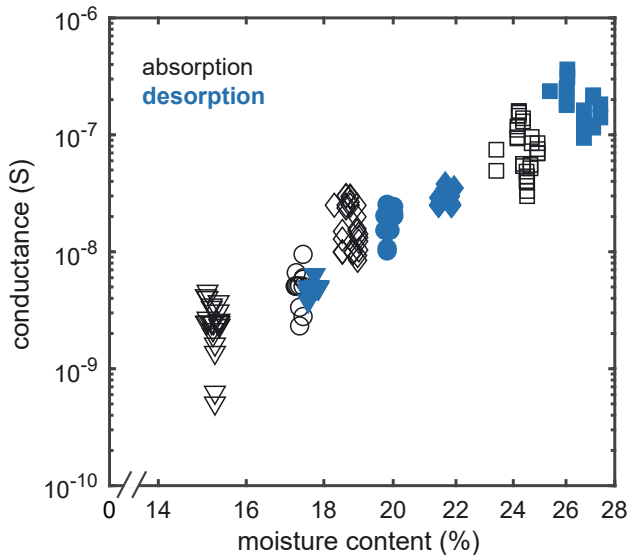 10⁻⁶
absorption
desorption
10⁻⁷
conductance (S)
10⁻⁸
10⁻⁹
10⁻¹⁰
0 14 16 18 20 22 24 26 28
moisture content (%)